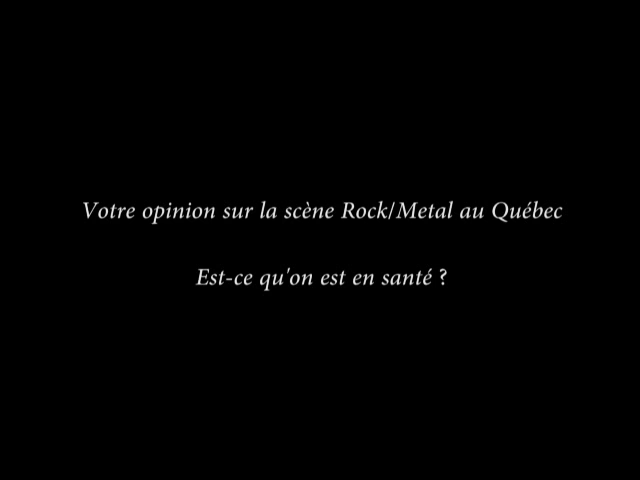 Votre opinion sur la scène Rock/Metal au Québec
Est-ce qu'on est en santé ?